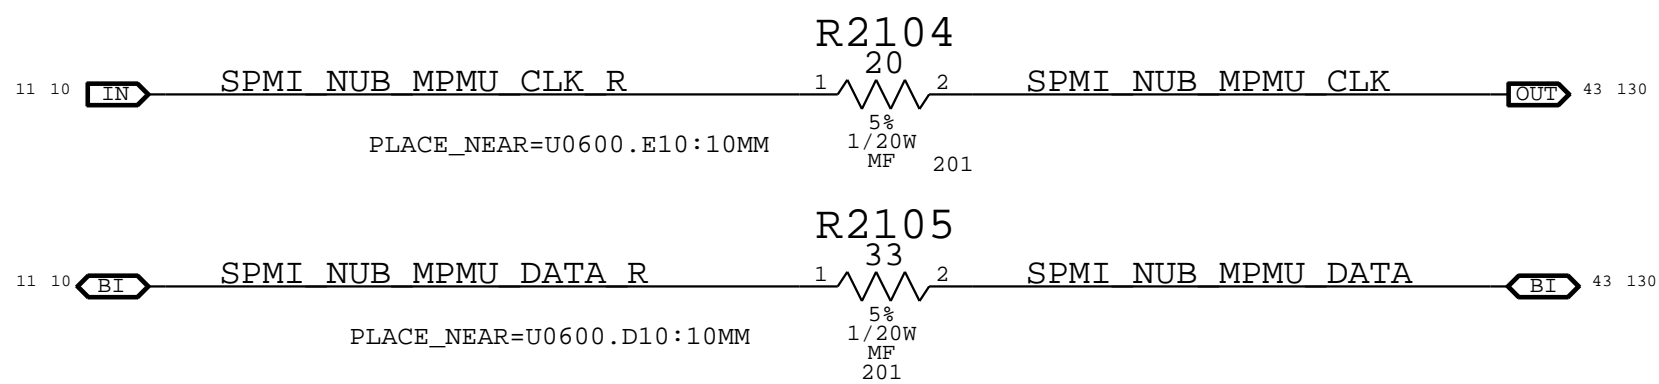 R2104
20
11 10 IN SPMI_NUB_MPMU_CLK_R 1 2 SPMI_NUB_MPMU_CLK OUT 43 130
5%
PLACE_NEAR=U0600.E10:10MM 1/20W
MF 201
R2105
33
11 10 BI SPMI_NUB_MPMU_DATA_R 1 2 SPMI_NUB_MPMU_DATA BI 43 130
5%
PLACE_NEAR=U0600.D10:10MM 1/20W
MF
201